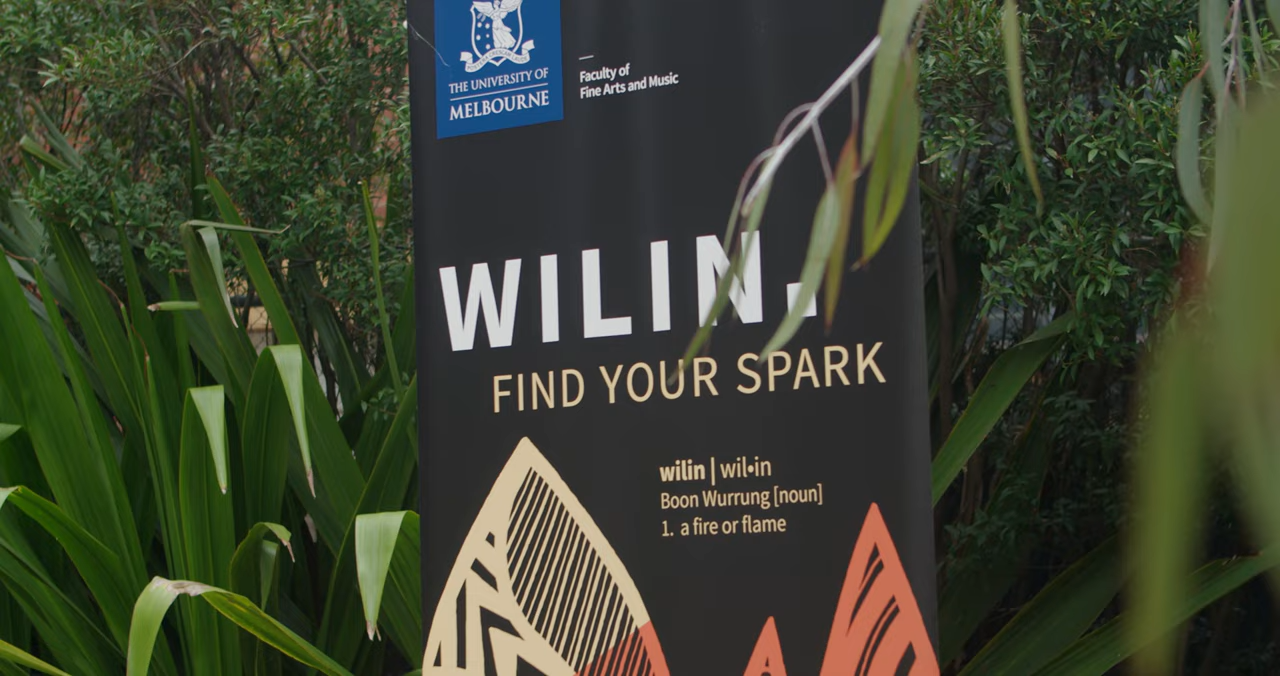 THE UNIVERSITY OF
MELBOURNE
Faculty of
Fine Arts and Music
WILIN.
FIND YOUR SPARK
wilin | wil•in
Boon Wurrung [noun]
1. a fire or flame